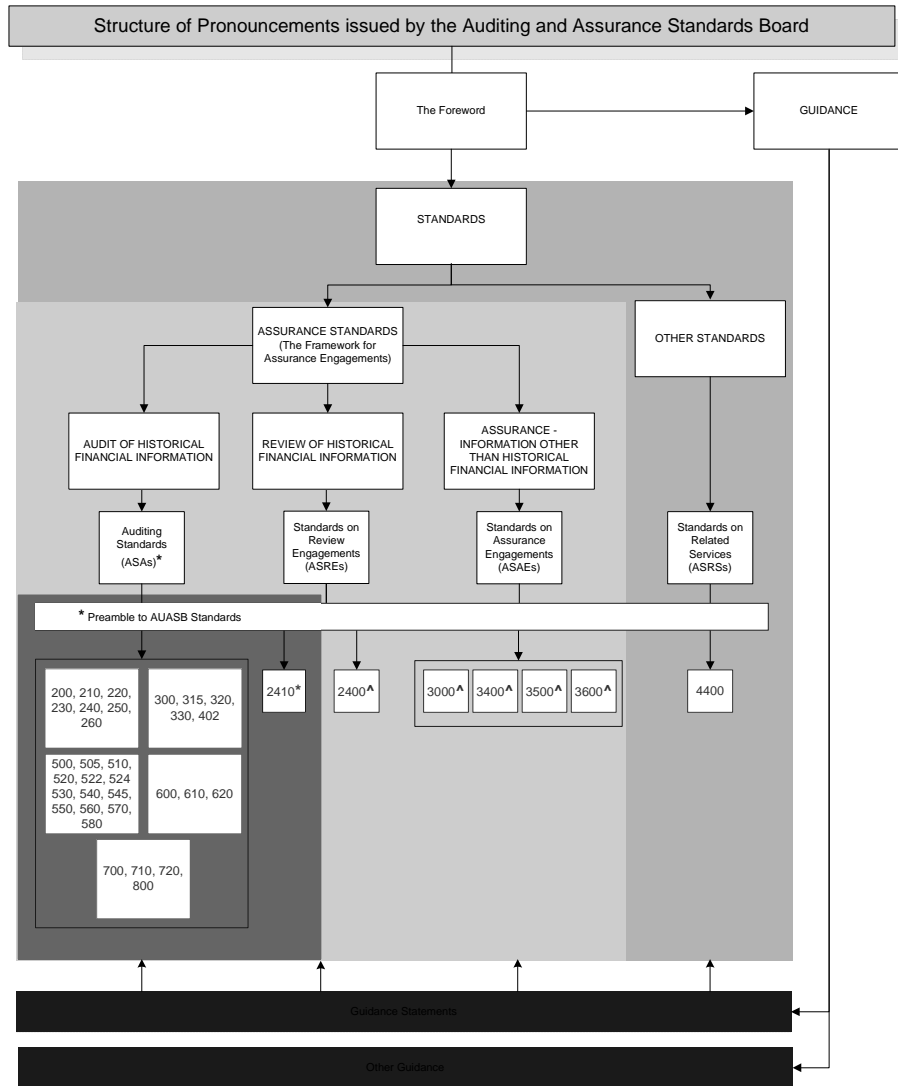 Structure of Pronouncements issued by the Auditing and Assurance Standards Board
The Foreword
GUIDANCE
STANDARDS
ASSURANCE STANDARDS
(The Framework for
Assurance Engagements)
OTHER STANDARDS
AUDIT OF HISTORICAL
FINANCIAL INFORMATION
REVIEW OF HISTORICAL
FINANCIAL INFORMATION
ASSURANCE -
INFORMATION OTHER
THAN HISTORICAL
FINANCIAL INFORMATION
Auditing
Standards
(ASAs)*
Standards on
Review
Engagements
(ASREs)
Standards on
Assurance
Engagements
(ASAEs)
Standards on
Related
Services
(ASRSs)
* Preamble to AUASB Standards
200, 210, 220,
230, 240, 250,
260
300, 315, 320,
330, 402
500, 505, 510,
520, 522, 524
530, 540, 545,
550, 560, 570,
580
600, 610, 620
700, 710, 720,
800
2410*
2400^
3000^
3400^
3500^
3600^
4400
Guidance Statements
Other Guidance